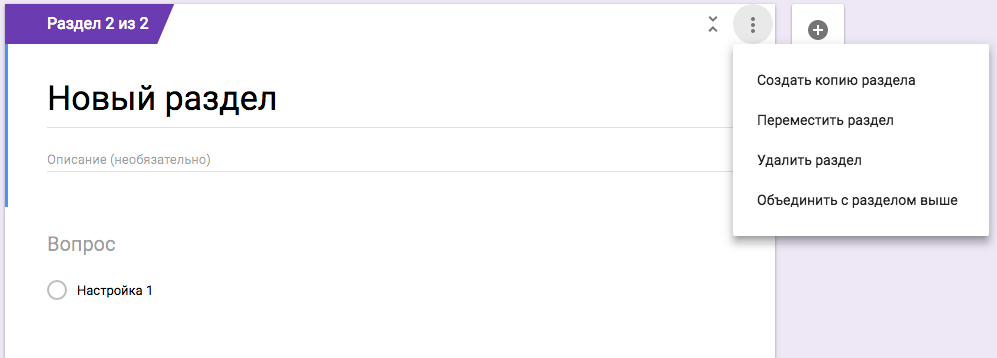 Раздел 2 из 2
Новый раздел
Описание (необязательно)
Вопрос
Настройка 1
Создать копию раздела
Переместить раздел
Удалить раздел
Объединить с разделом выше